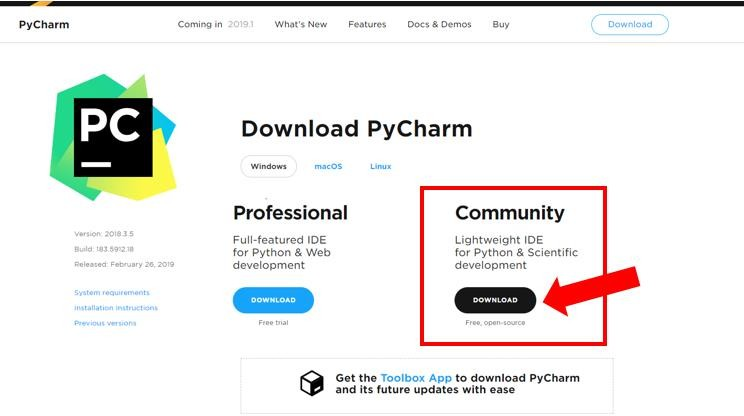 PyCharm
Coming in 2019.1 What's New Features Docs & Demos Buy Download
PC
Download PyCharm
Windows macOS Linux
Professional
Full-featured IDE
for Python & Web
development
DOWNLOAD
Free trial
Community
Lightweight IDE
for Python & Scientific
development
DOWNLOAD
Free, open-source
Version: 2018.3.5
Build: 183.5912.18
Released: February 26, 2019
System requirements
Installation instructions
Previous versions
Get the Toolbox App to download PyCharm
and its future updates with ease